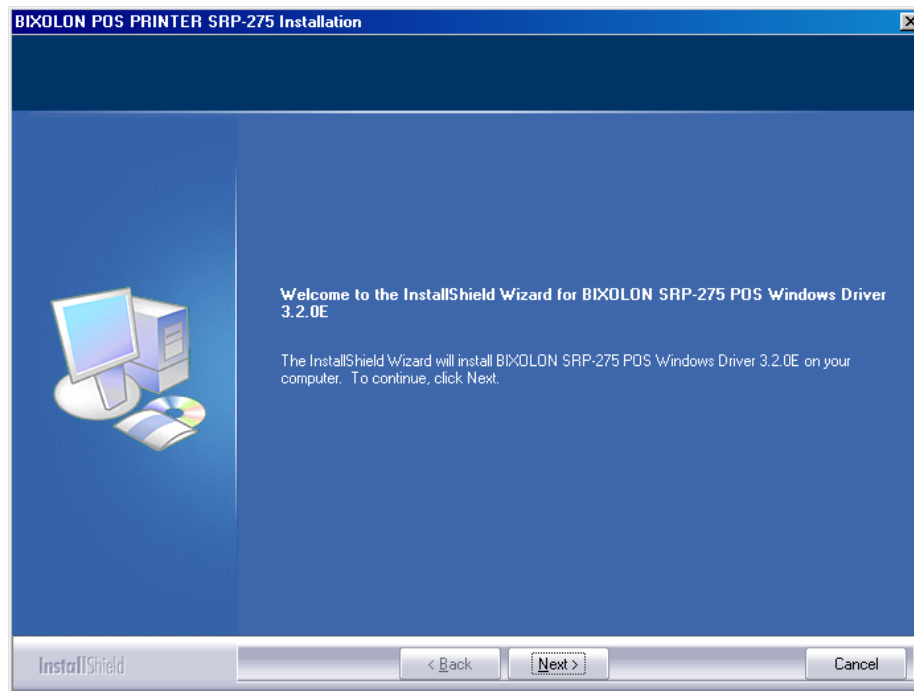 BIXOLON POS PRINTER SRP-275 Installation
Welcome to the InstallShield Wizard for BIXOLON SRP-275 POS Windows Driver
3.2.0E
The InstallShield Wizard will install BIXOLON SRP-275 POS Windows Driver 3.2.0E on your
computer. To continue, click Next.
InstallShield
< Back
Next >
Cancel